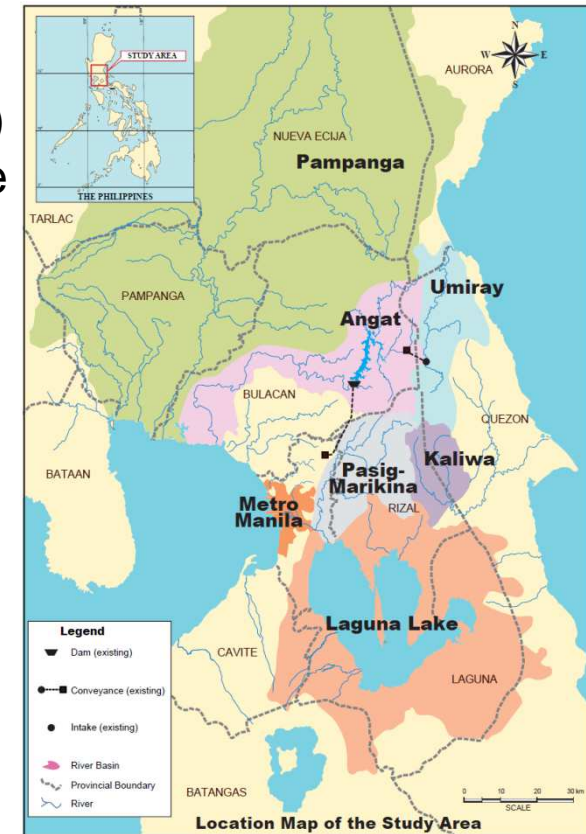 )
e
STUDY AREA
THE PHILIPPINES
N
W
E
S
AURORA
NUEVA ECIJA
Pampanga
TARLAC
PAMPANGA
Umiray
Angat
BULACAN
QUEZON
BATAAN
Pasig-
Marikina
Kaliwa
Metro
Manila
RIZAL
Laguna Lake
CAVITE
LAGUNA
BATANGAS
Legend
Dam (existing)
Conveyance (existing)
Intake (existing)
River Basin
Provincial Boundary
River
0 10 20 30 km
SCALE
Location Map of the Study Area